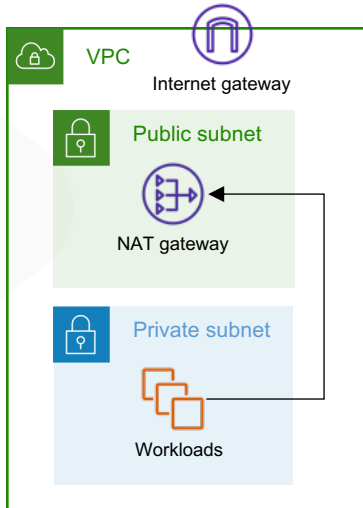 VPC
Internet gateway
Public subnet
NAT gateway
Private subnet
Workloads